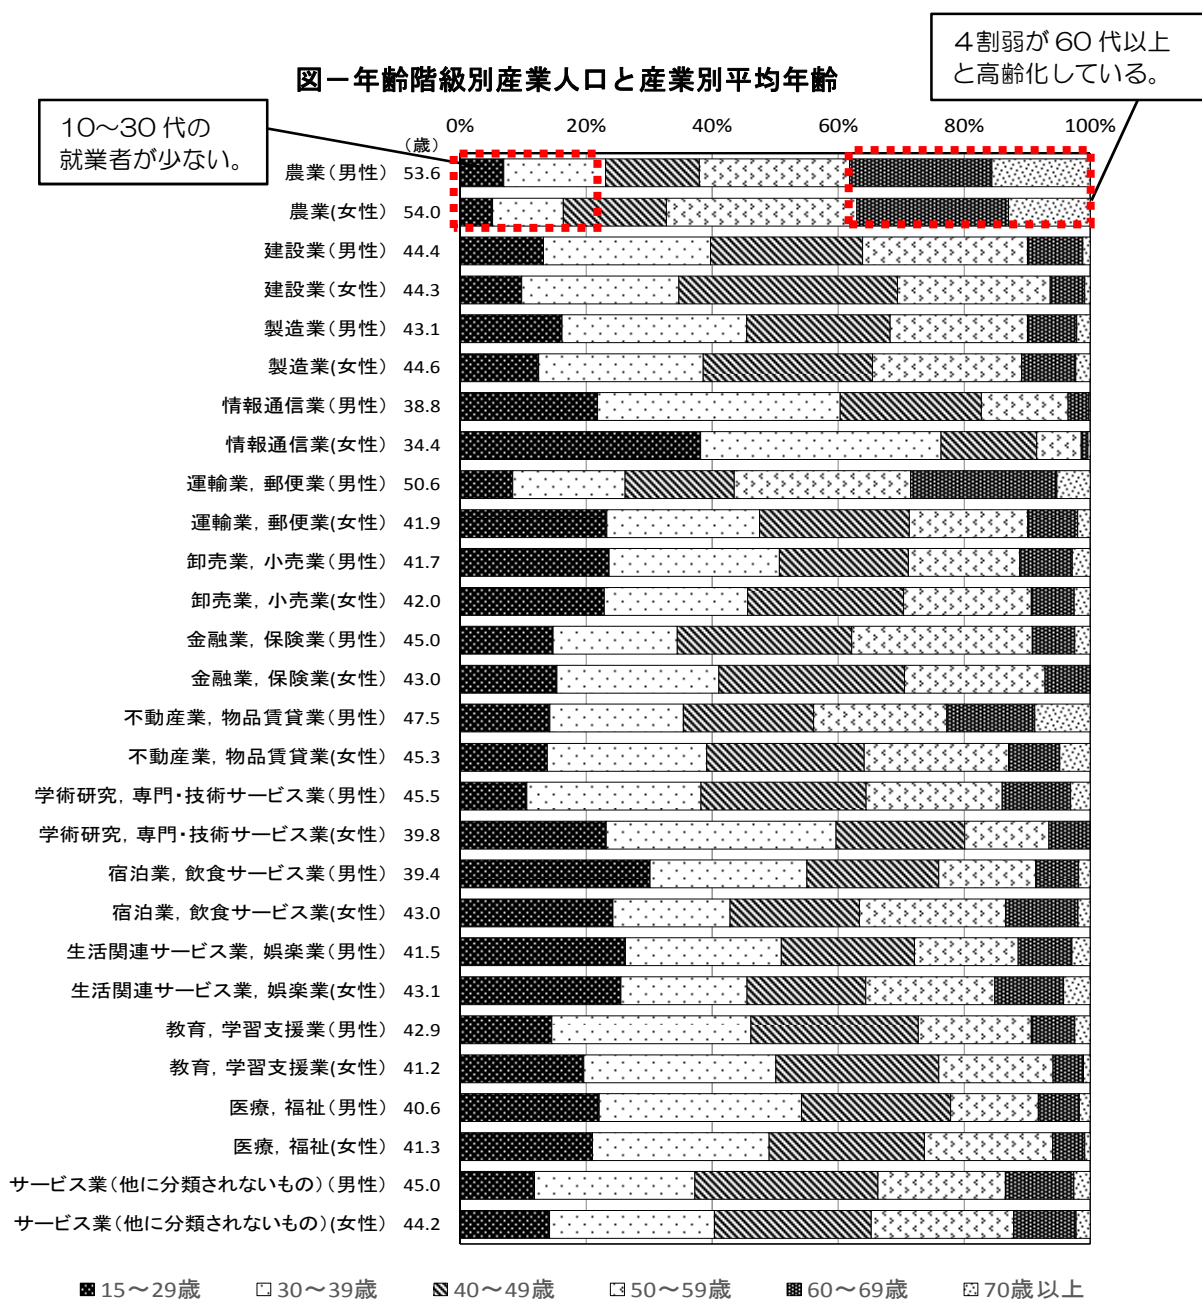 4割弱が60代以上
と高齢化している。
図－年齢階級別産業人口と産業別平均年齢
10～30代の
就業者が少ない。
0% 20% 40% 60% 80% 100%
（歳）
農業（男性） 53.6
農業(女性） 54.0
建設業（男性） 44.4
建設業（女性） 44.3
製造業（男性） 43.1
製造業(女性） 44.6
情報通信業（男性） 38.8
情報通信業（女性） 34.4
運輸業，郵便業（男性） 50.6
運輸業，郵便業（女性） 41.9
卸売業，小売業（男性） 41.7
卸売業，小売業(女性） 42.0
金融業，保険業（男性） 45.0
金融業，保険業(女性） 43.0
不動産業，物品賃貸業（男性） 47.5
不動産業，物品賃貸業(女性） 45.3
学術研究，専門・技術サービス業（男性） 45.5
学術研究，専門・技術サービス業(女性） 39.8
宿泊業，飲食サービス業（男性） 39.4
宿泊業，飲食サービス業(女性） 43.0
生活関連サービス業，娯楽業（男性） 41.5
生活関連サービス業，娯楽業(女性） 43.1
教育，学習支援業（男性） 42.9
教育，学習支援業(女性） 41.2
医療，福祉（男性） 40.6
医療，福祉(女性） 41.3
サービス業（他に分類されないもの）（男性） 45.0
サービス業（他に分類されないもの）(女性） 44.2
15～29歳 30～39歳 40～49歳 50～59歳 60～69歳 70歳以上